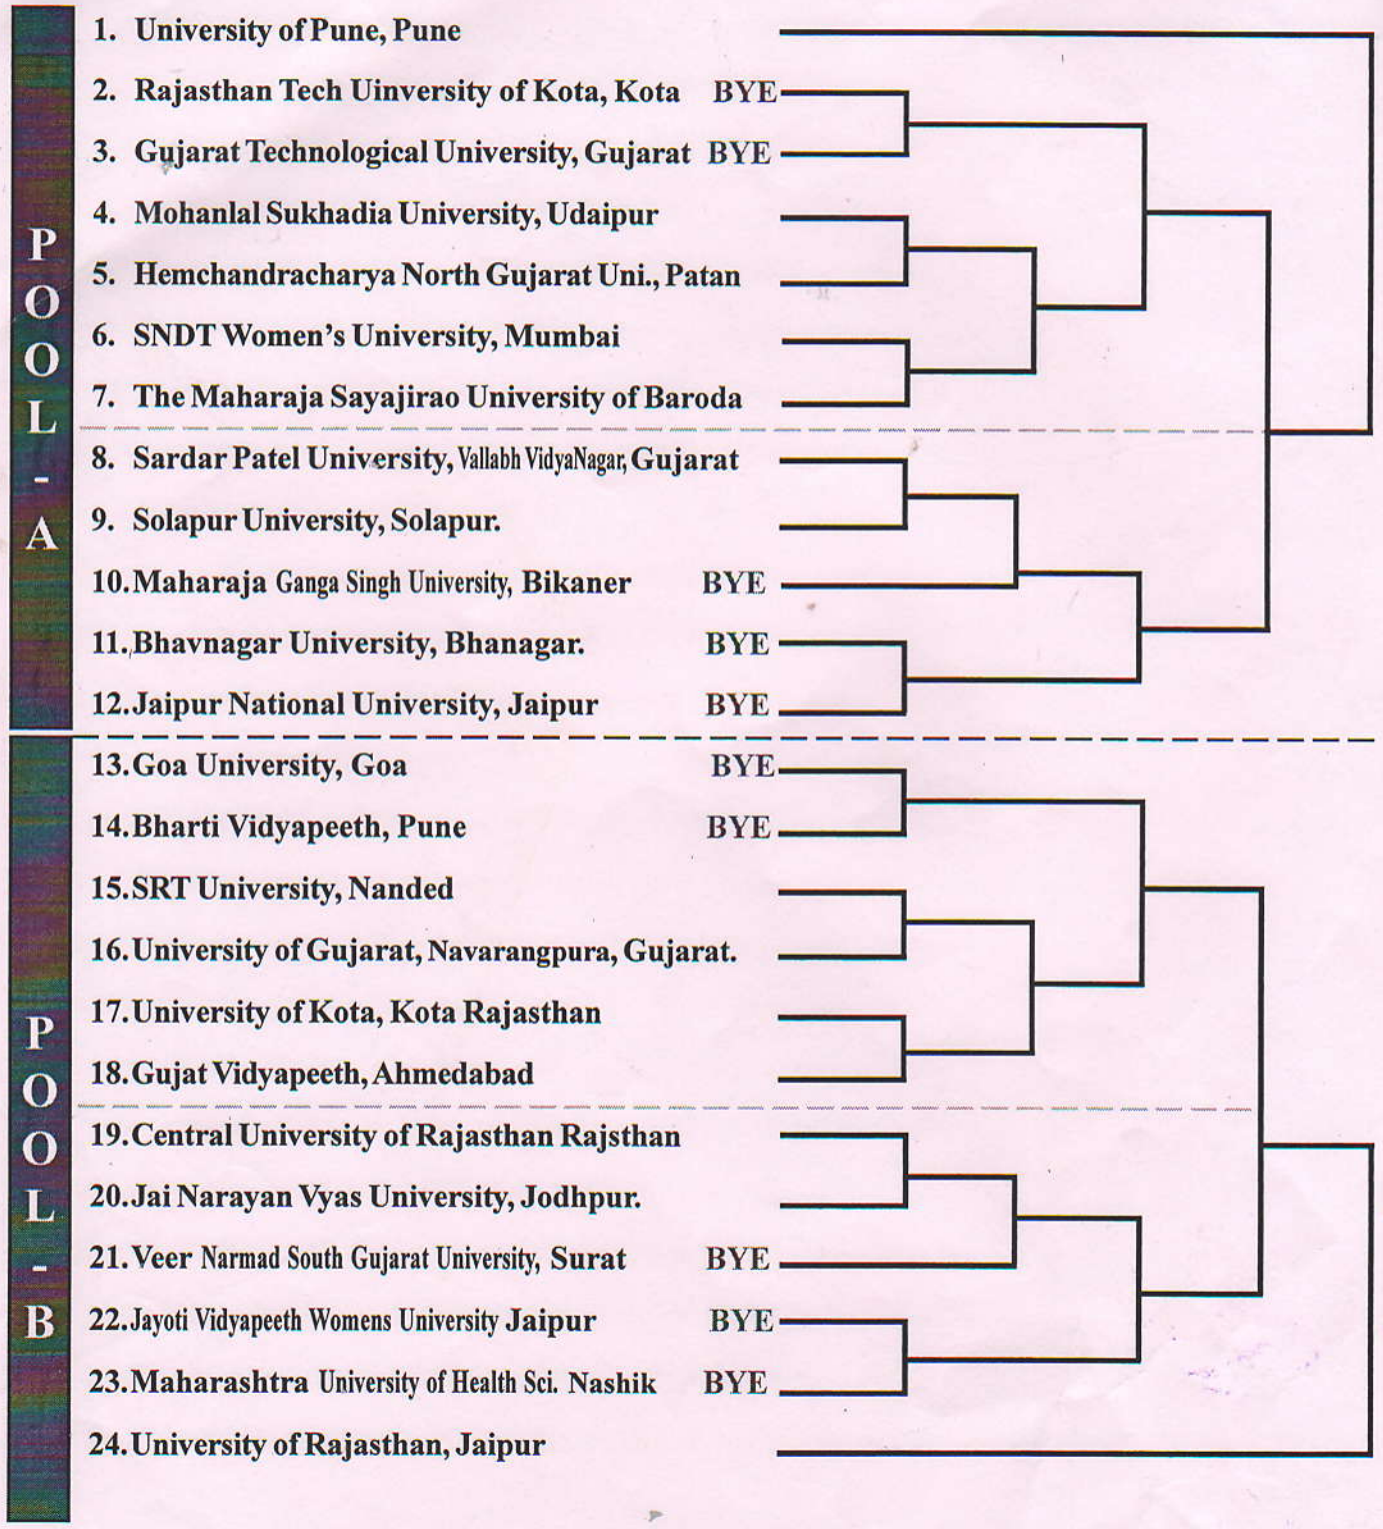 POOL-A
1. University of Pune, Pune
2. Rajasthan Tech Uinversity of Kota, Kota BYE
3. Gujarat Technological University, Gujarat BYE
4. Mohanlal Sukhadia University, Udaipur
5. Hemchandracharya North Gujarat Uni., Patan
6. SNDT Women's University, Mumbai
7. The Maharaja Sayajirao University of Baroda
8. Sardar Patel University, Vallabh VidyaNagar, Gujarat
9. Solapur University, Solapur.
10. Maharaja Ganga Singh University, Bikaner BYE
11. Bhavnagar University, Bhanagar. BYE
12. Jaipur National University, Jaipur BYE
POOL-B
13. Goa University, Goa BYE
14. Bharti Vidyapeeth, Pune BYE
15. SRT University, Nanded
16. University of Gujarat, Navarangpura, Gujarat.
17. University of Kota, Kota Rajasthan
18. Gujat Vidyapeeth, Ahmedabad
19. Central University of Rajasthan Rajsthan
20. Jai Narayan Vyas University, Jodhpur.
21. Veer Narmad South Gujarat University, Surat BYE
22. Jayoti Vidyapeeth Womens University Jaipur BYE
23. Maharashtra University of Health Sci. Nashik BYE
24. University of Rajasthan, Jaipur